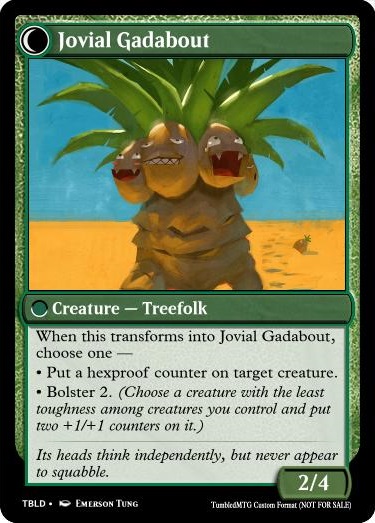 Jovial Gadabout
Creature — Treefolk
When this transforms into Jovial Gadabout,
choose one —
• Put a hexproof counter on target creature.
• Bolster 2. (Choose a creature with the least
toughness among creatures you control and put
two +1/+1 counters on it.)
Its heads think independently, but never appear
to squabble.
2/4
TBLD • Emerson Tung
TumbledMTG Custom Format (NOT FOR SALE)